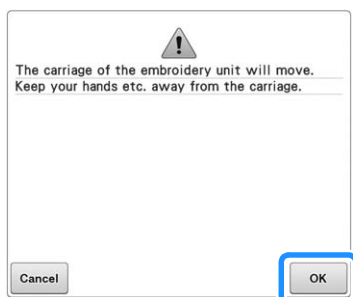 The carriage of the embroidery unit will move.
Keep your hands etc. away from the carriage.
Cancel
OK